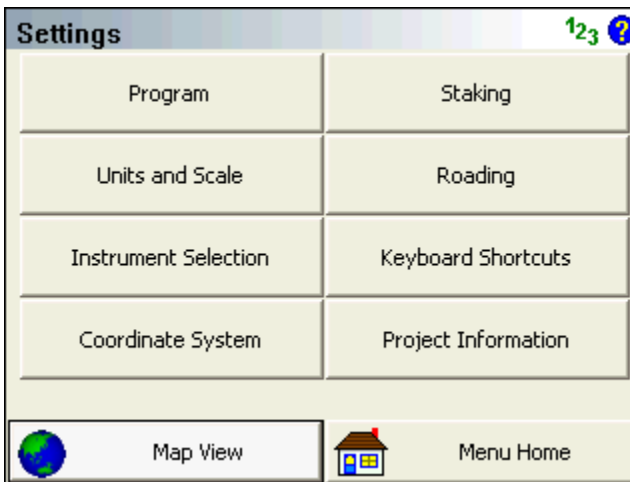 Settings 123 ?
Program Staking
Units and Scale Roading
Instrument Selection Keyboard Shortcuts
Coordinate System Project Information
Map View Menu Home